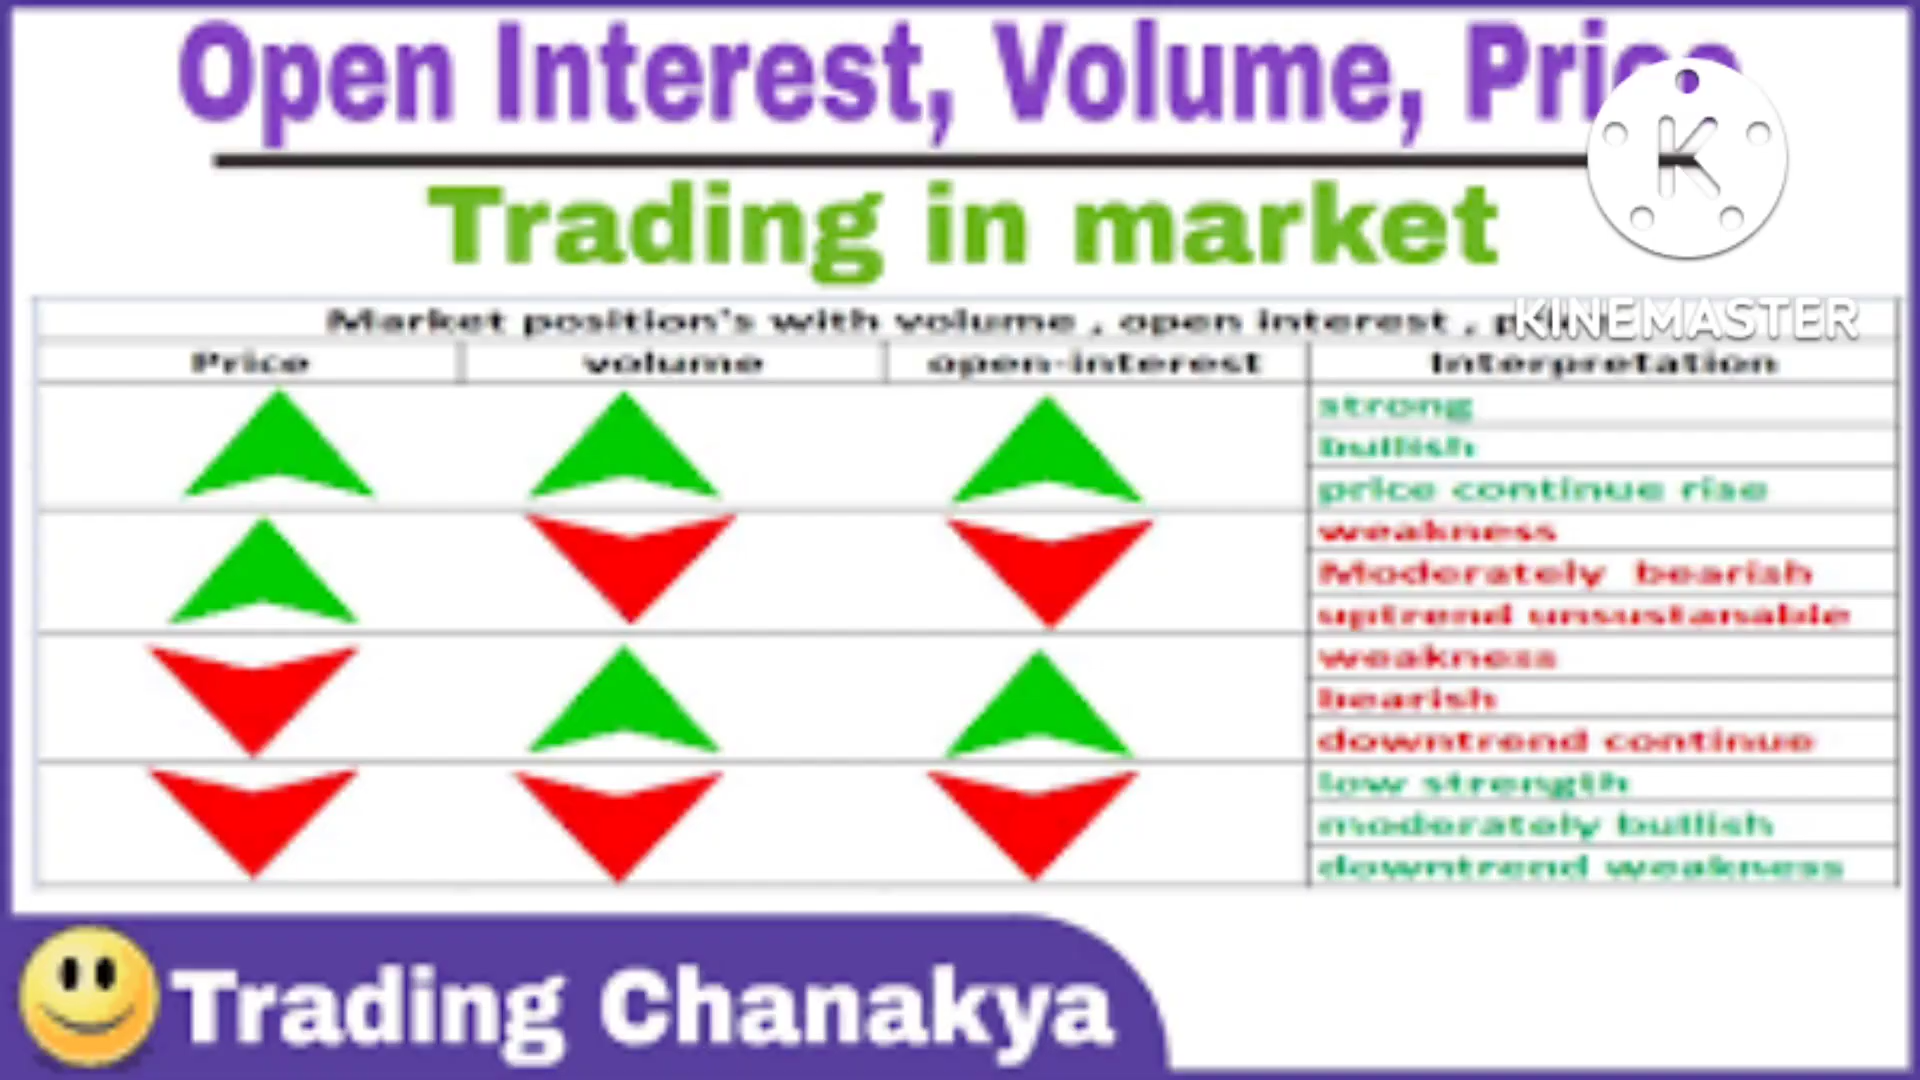 Open Interest, Volume, Price
Trading in market
KINEMASTER
Market position's with volume , open interest ,
Price volume open-interest Interpretation
strong
bullish
price continue rise
weakness
Moderately bearish
uptrend unsustanable
weakness
bearish
downtrend continue
low strength
moderately bullish
downtrend weakness
Trading Chanakya